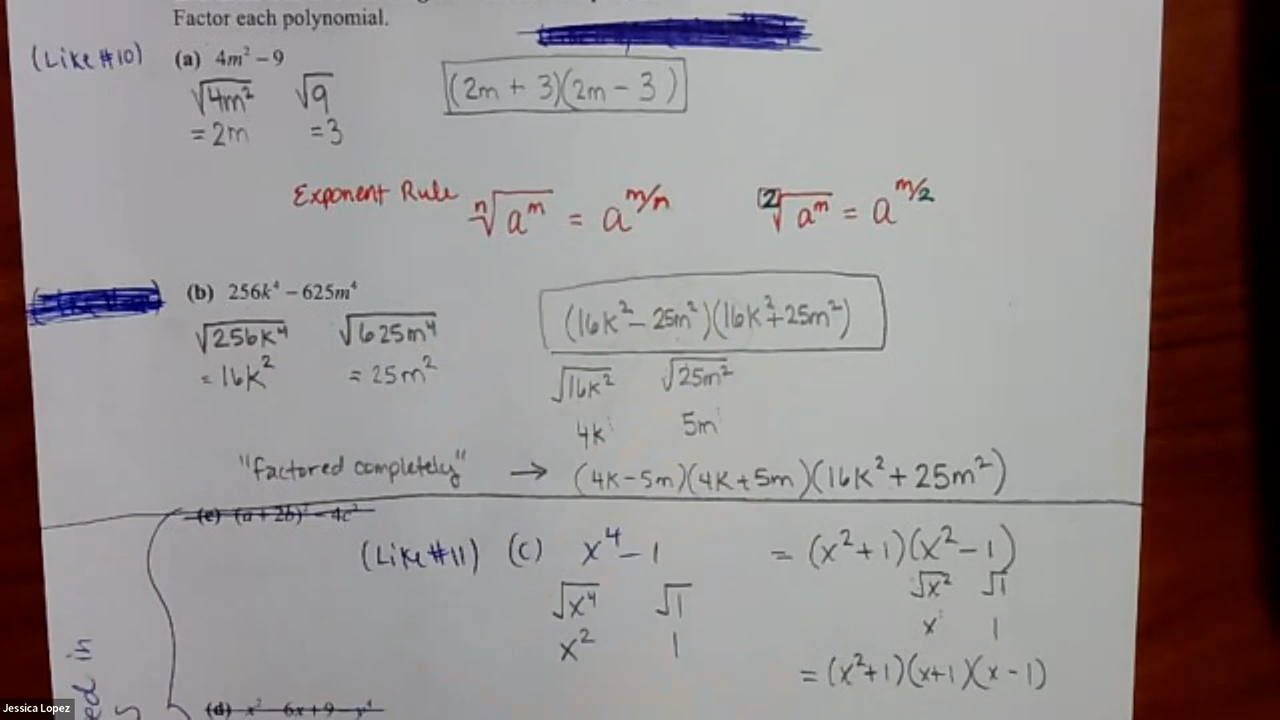 Factor each polynomial.
(Like #10) (a) 4m² – 9
√4m² √9 (2m + 3)(2m – 3)
= 2m = 3
Exponent Rule ⁿ√aᵐ = a^m/n ²√aᵐ = a^m/2
(b) 256k⁴ – 625m⁴
√256k⁴ √625m⁴ (16k² – 25m²)(16k² + 25m²)
= 16k² = 25m² √16k² √25m²
4k 5m
"factored completely" → (4k – 5m)(4k + 5m)(16k² + 25m²)
(c) (a + 2b)² – 4c²
(Like #11) (c) x⁴ – 1 = (x² + 1)(x² – 1)
√x⁴ √1 √x² √1
x² 1 x 1
= (x² + 1)(x + 1)(x – 1)
(d) x² – 6x + 9 – y⁴
Jessica Lopez